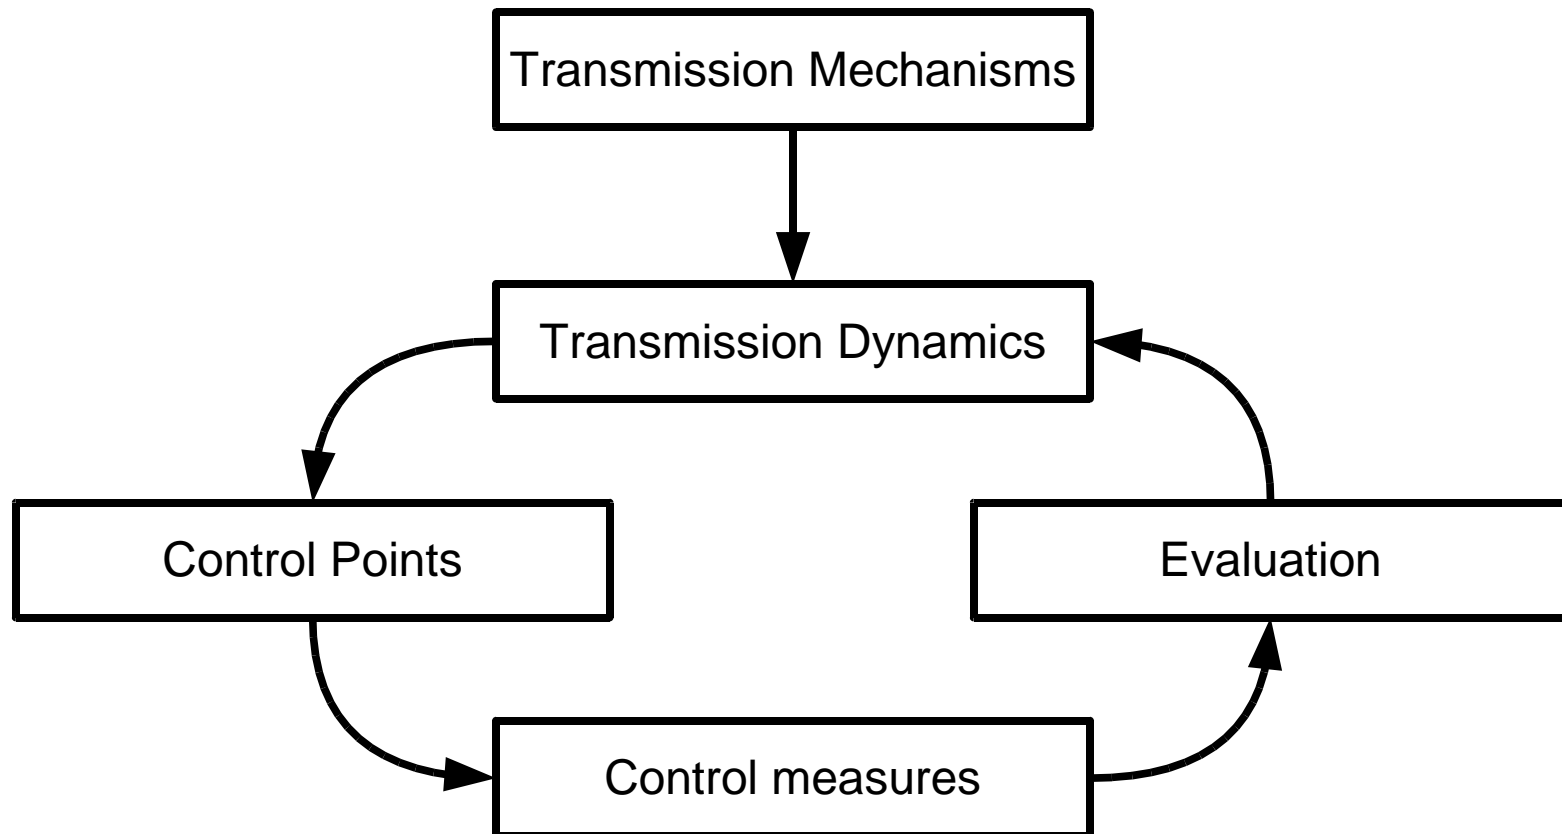 Transmission Mechanisms
Transmission Dynamics
Control Points
Evaluation
Control measures